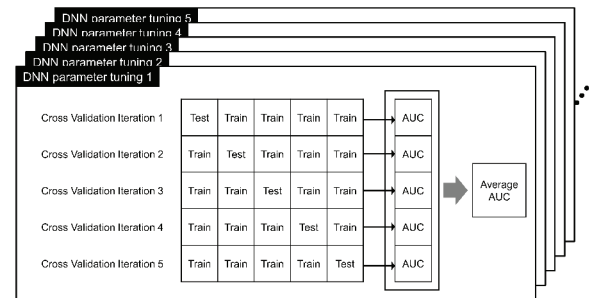 DNN parameter tuning 5
DNN parameter tuning 4
DNN parameter tuning 3
DNN parameter tuning 2
DNN parameter tuning 1
Cross Validation Iteration 1 Test Train Train Train Train AUC
Cross Validation Iteration 2 Train Test Train Train Train AUC
Cross Validation Iteration 3 Train Train Test Train Train AUC
Cross Validation Iteration 4 Train Train Train Test Train AUC
Cross Validation Iteration 5 Train Train Train Train Test AUC
Average
AUC